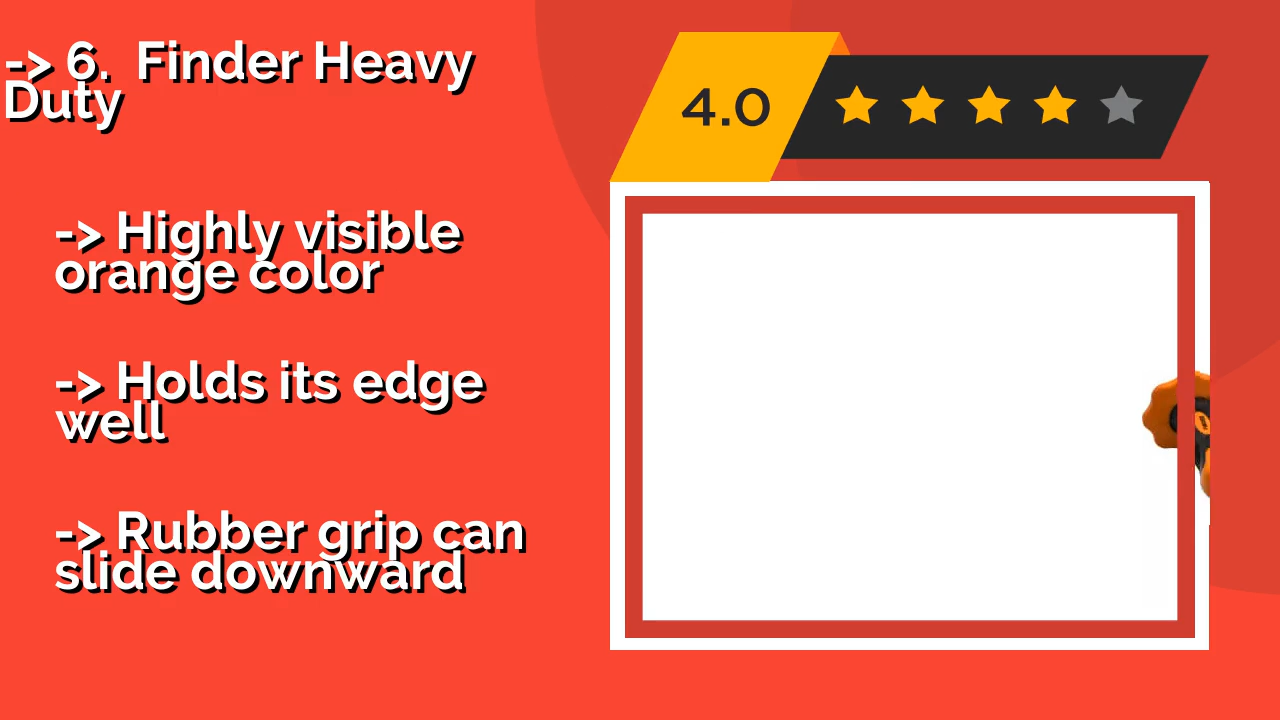 -> 6.  Finder Heavy
Duty
4.0
-> Highly visible
orange color
-> Holds its edge
well
-> Rubber grip can
slide downward